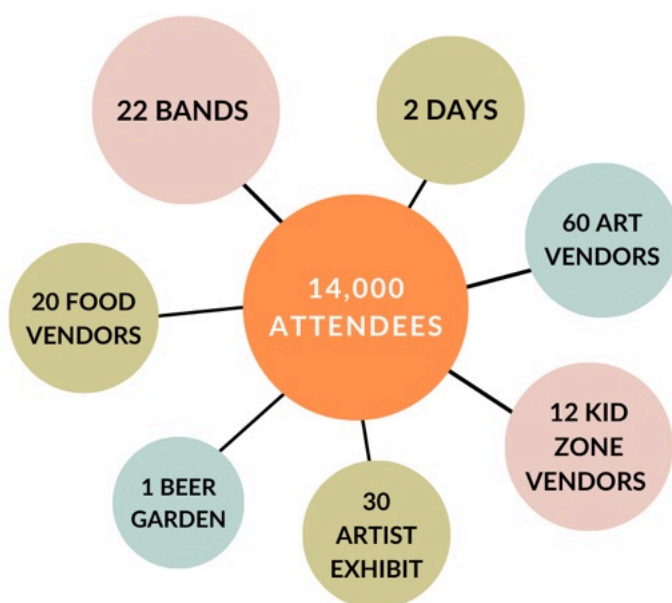 22 BANDS
2 DAYS
60 ART
VENDORS
20 FOOD
VENDORS
14,000
ATTENDEES
12 KID
ZONE
VENDORS
1 BEER
GARDEN
30
ARTIST
EXHIBIT